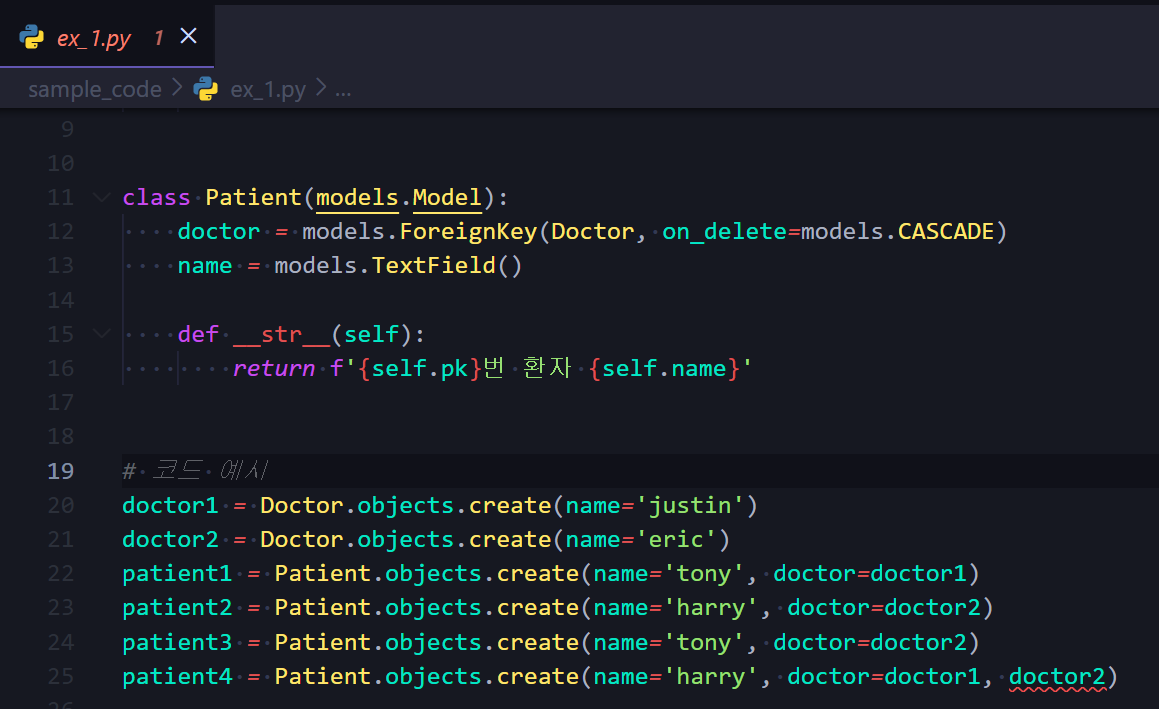 ex_1.py 1
sample_code > ex_1.py > ...
9
10
11 class Patient(models.Model):
12     doctor = models.ForeignKey(Doctor, on_delete=models.CASCADE)
13     name = models.TextField()
14
15     def __str__(self):
16         return f'{self.pk}번 환자 {self.name}'
17
18
19 # 코드 예시
20 doctor1 = Doctor.objects.create(name='justin')
21 doctor2 = Doctor.objects.create(name='eric')
22 patient1 = Patient.objects.create(name='tony', doctor=doctor1)
23 patient2 = Patient.objects.create(name='harry', doctor=doctor2)
24 patient3 = Patient.objects.create(name='tony', doctor=doctor2)
25 patient4 = Patient.objects.create(name='harry', doctor=doctor1, doctor2)
26